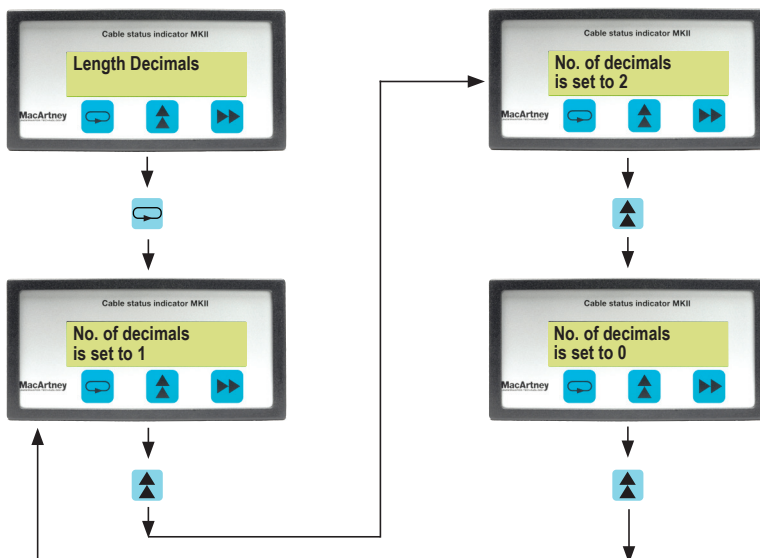 Cable status indicator MKII
Length Decimals
MacArtney
Cable status indicator MKII
No. of decimals
is set to 1
MacArtney
Cable status indicator MKII
No. of decimals
is set to 2
MacArtney
Cable status indicator MKII
No. of decimals
is set to 0
MacArtney